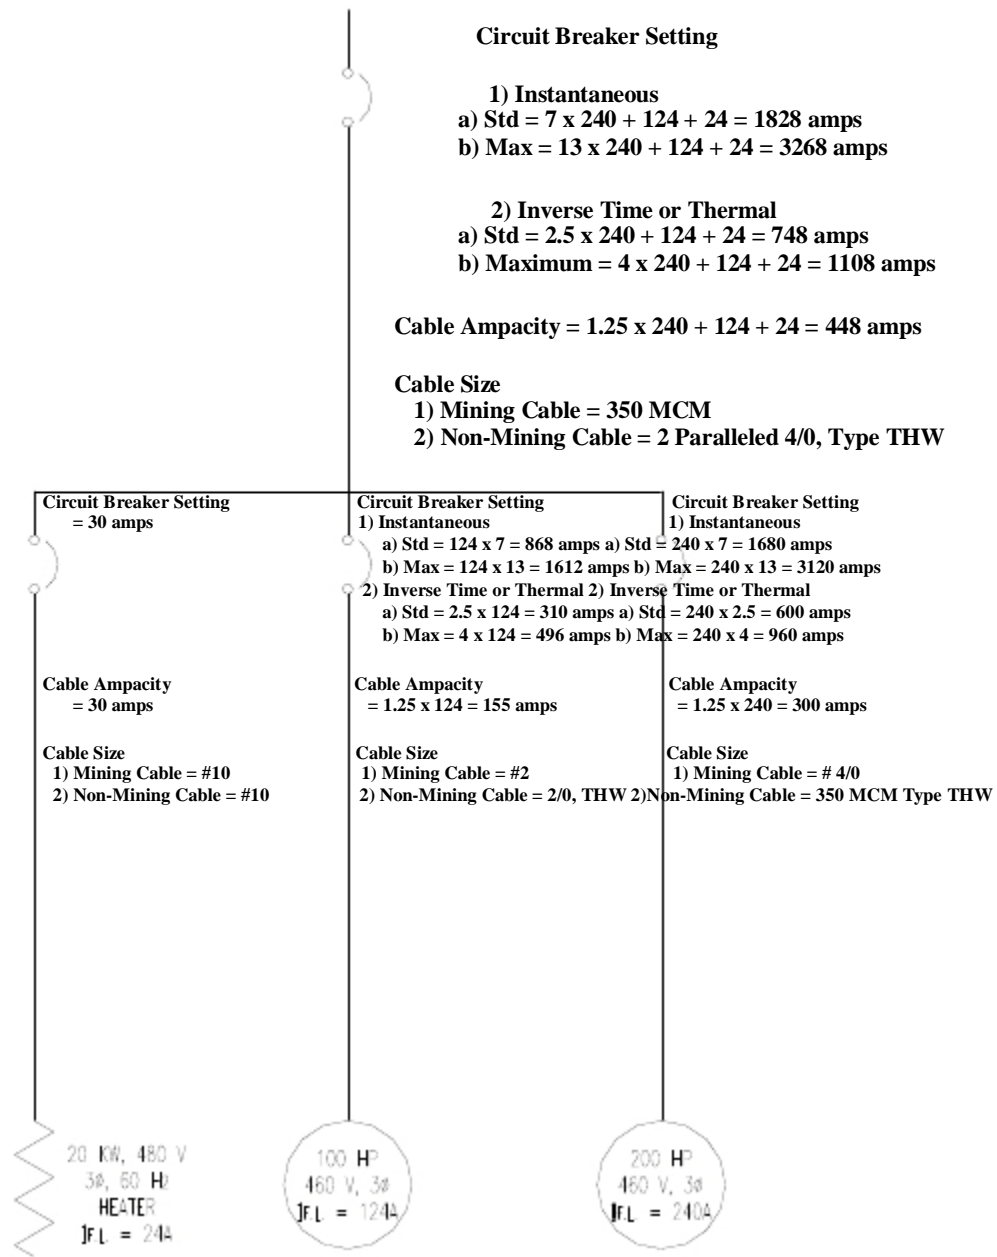 Circuit Breaker Setting
1) Instantaneous
a) Std = 7 x 240 + 124 + 24 = 1828 amps
b) Max = 13 x 240 + 124 + 24 = 3268 amps
2) Inverse Time or Thermal
a) Std = 2.5 x 240 + 124 + 24 = 748 amps
b) Maximum = 4 x 240 + 124 + 24 = 1108 amps
Cable Ampacity = 1.25 x 240 + 124 + 24 = 448 amps
Cable Size
1) Mining Cable = 350 MCM
2) Non-Mining Cable = 2 Paralleled 4/0, Type THW
Circuit Breaker Setting
= 30 amps
Cable Ampacity
= 30 amps
Cable Size
1) Mining Cable = #10
2) Non-Mining Cable = #10
20 KW, 480 V
3ø, 60 Hz
HEATER
IF.L. = 24A
Circuit Breaker Setting
1) Instantaneous
a) Std = 124 x 7 = 868 amps
b) Max = 124 x 13 = 1612 amps
2) Inverse Time or Thermal
a) Std = 2.5 x 124 = 310 amps
b) Max = 4 x 124 = 496 amps
Cable Ampacity
= 1.25 x 124 = 155 amps
Cable Size
1) Mining Cable = #2
2) Non-Mining Cable = 2/0, THW
100 HP
460 V, 3ø
IF.L. = 124A
Circuit Breaker Setting
1) Instantaneous
a) Std = 240 x 7 = 1680 amps
b) Max = 240 x 13 = 3120 amps
2) Inverse Time or Thermal
a) Std = 240 x 2.5 = 600 amps
b) Max = 240 x 4 = 960 amps
Cable Ampacity
= 1.25 x 240 = 300 amps
Cable Size
1) Mining Cable = # 4/0
2)Non-Mining Cable = 350 MCM Type THW
200 HP
460 V, 3ø
IF.L. = 240A